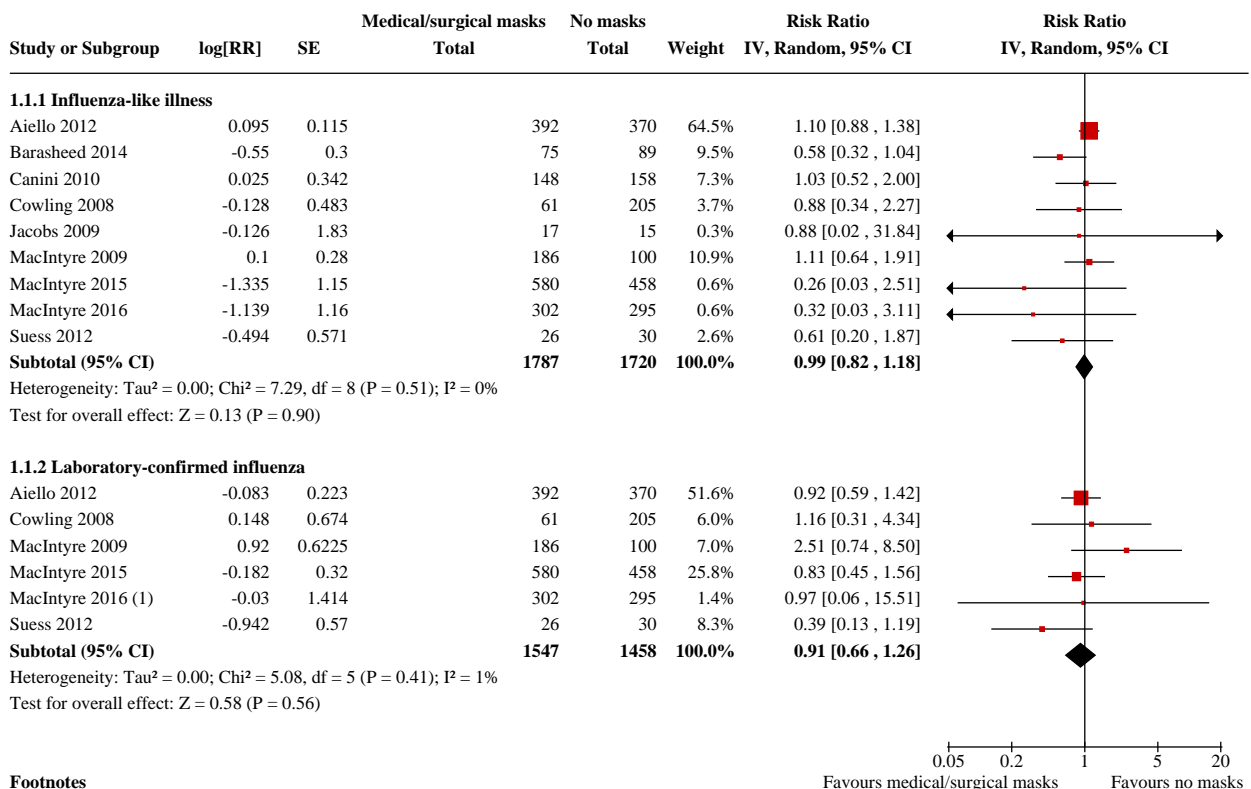 Medical/surgical masks No masks Risk Ratio Risk Ratio
Study or Subgroup log[RR] SE Total Total Weight IV, Random, 95% CI IV, Random, 95% CI
1.1.1 Influenza-like illness
Aiello 2012 0.095 0.115 392 370 64.5% 1.10 [0.88 , 1.38]
Barasheed 2014 -0.55 0.3 75 89 9.5% 0.58 [0.32 , 1.04]
Canini 2010 0.025 0.342 148 158 7.3% 1.03 [0.52 , 2.00]
Cowling 2008 -0.128 0.483 61 205 3.7% 0.88 [0.34 , 2.27]
Jacobs 2009 -0.126 1.83 17 15 0.3% 0.88 [0.02 , 31.84]
MacIntyre 2009 0.1 0.28 186 100 10.9% 1.11 [0.64 , 1.91]
MacIntyre 2015 -1.335 1.15 580 458 0.6% 0.26 [0.03 , 2.51]
MacIntyre 2016 -1.139 1.16 302 295 0.6% 0.32 [0.03 , 3.11]
Suess 2012 -0.494 0.571 26 30 2.6% 0.61 [0.20 , 1.87]
Subtotal (95% CI) 1787 1720 100.0% 0.99 [0.82 , 1.18]
Heterogeneity: Tau² = 0.00; Chi² = 7.29, df = 8 (P = 0.51); I² = 0%
Test for overall effect: Z = 0.13 (P = 0.90)
1.1.2 Laboratory-confirmed influenza
Aiello 2012 -0.083 0.223 392 370 51.6% 0.92 [0.59 , 1.42]
Cowling 2008 0.148 0.674 61 205 6.0% 1.16 [0.31 , 4.34]
MacIntyre 2009 0.92 0.6225 186 100 7.0% 2.51 [0.74 , 8.50]
MacIntyre 2015 -0.182 0.32 580 458 25.8% 0.83 [0.45 , 1.56]
MacIntyre 2016 (1) -0.03 1.414 302 295 1.4% 0.97 [0.06 , 15.51]
Suess 2012 -0.942 0.57 26 30 8.3% 0.39 [0.13 , 1.19]
Subtotal (95% CI) 1547 1458 100.0% 0.91 [0.66 , 1.26]
Heterogeneity: Tau² = 0.00; Chi² = 5.08, df = 5 (P = 0.41); I² = 1%
Test for overall effect: Z = 0.58 (P = 0.56)
0.05 0.2 1 5 20
Footnotes Favours medical/surgical masks Favours no masks